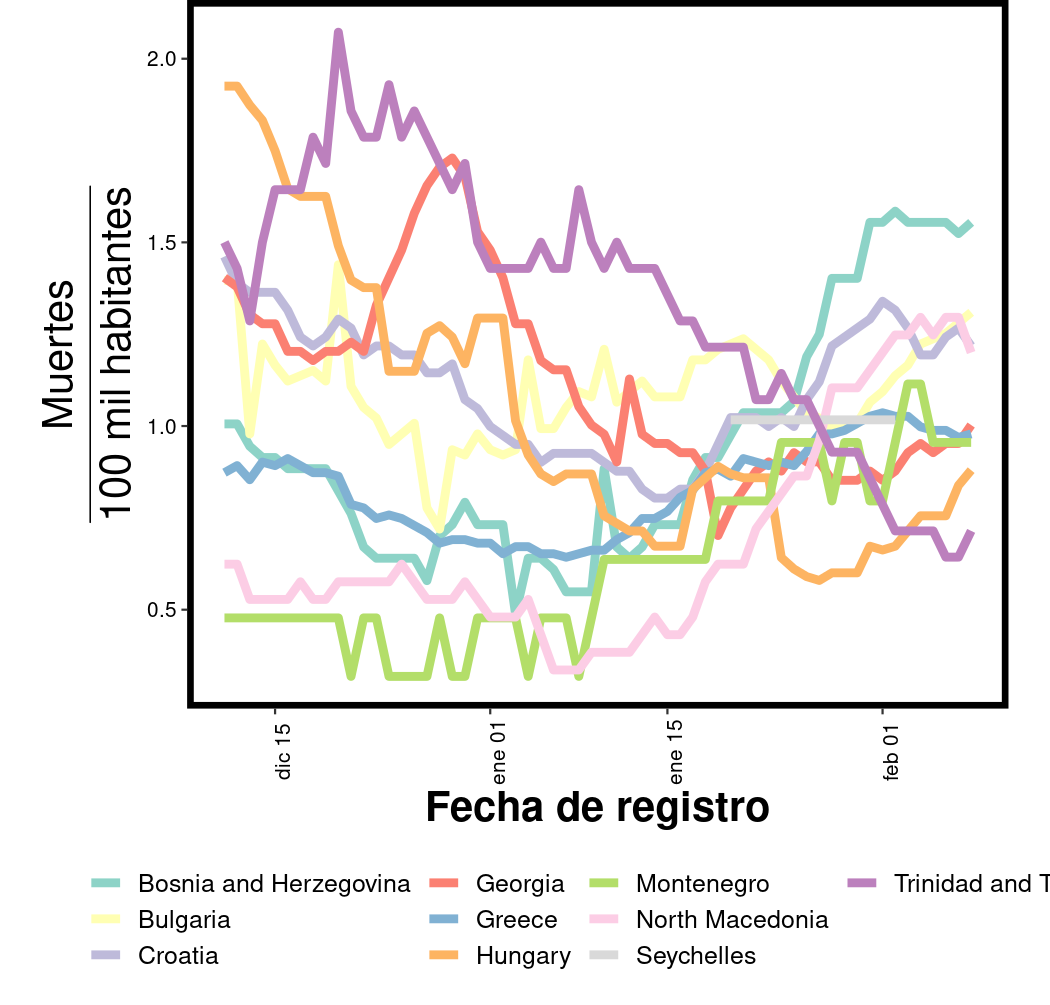 Muertes
100 mil habitantes
2.0
1.5
1.0
0.5
dic 15
ene 01
ene 15
feb 01
Fecha de registro
Bosnia and Herzegovina
Georgia
Montenegro
Trinidad and T
Bulgaria
Greece
North Macedonia
Croatia
Hungary
Seychelles